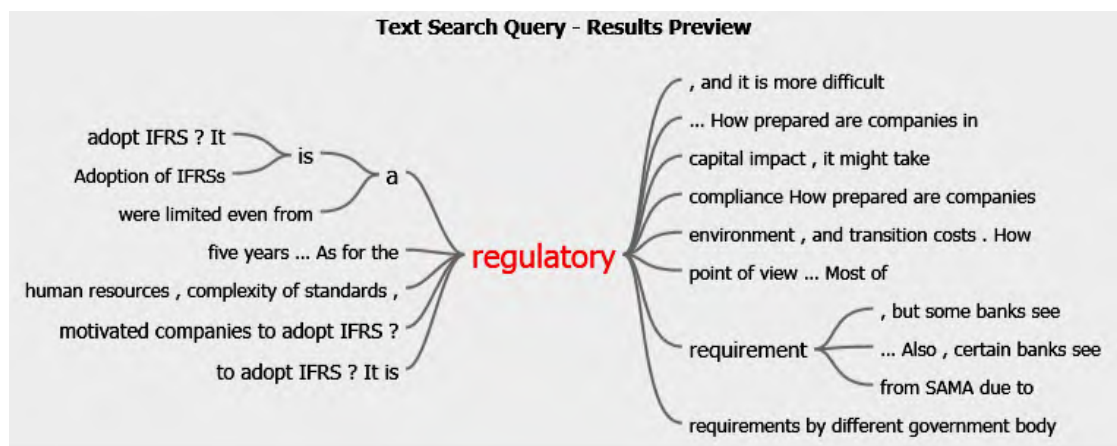 Text Search Query - Results Preview
adopt IFRS ? It
Adoption of IFRSs
is
were limited even from
a
five years ... As for the
human resources , complexity of standards ,
motivated companies to adopt IFRS ?
to adopt IFRS ? It is
regulatory
, and it is more difficult
... How prepared are companies in
capital impact , it might take
compliance How prepared are companies
environment , and transition costs . How
point of view ... Most of
requirement
, but some banks see
... Also , certain banks see
from SAMA due to
requirements by different government body